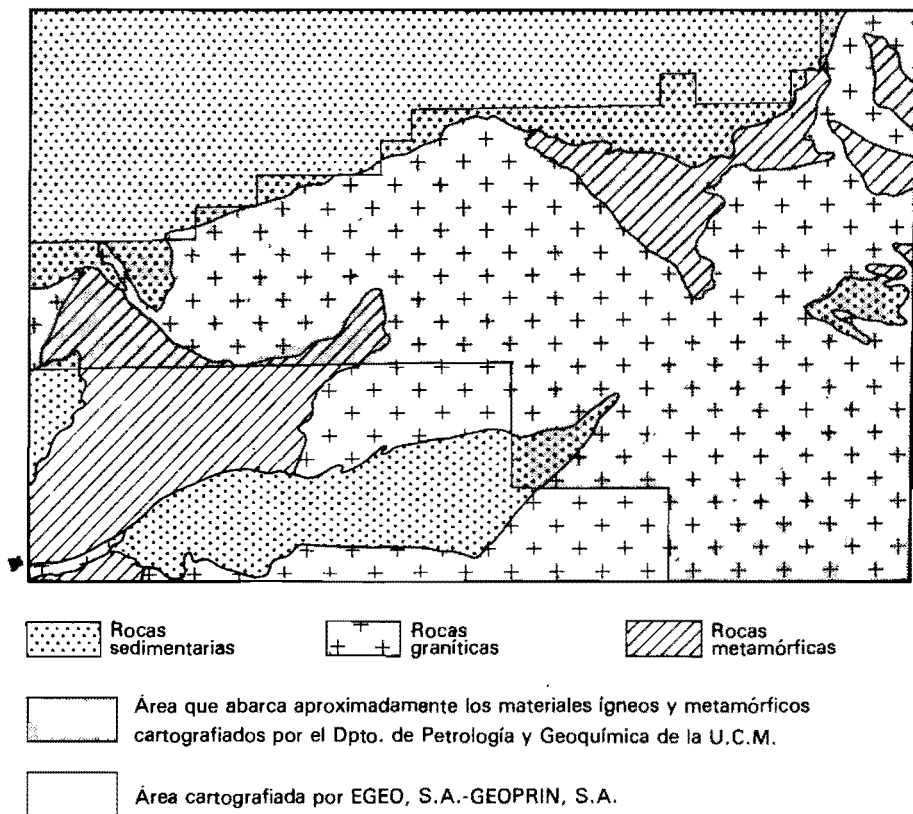 Rocas
sedimentarias
Rocas
graníticas
Rocas
metamórficas
Área que abarca aproximadamente los materiales ígneos y metamórficos
cartografiados por el Dpto. de Petrología y Geoquímica de la U.C.M.
Área cartografiada por EGEO, S.A.-GEOPRIN, S.A.